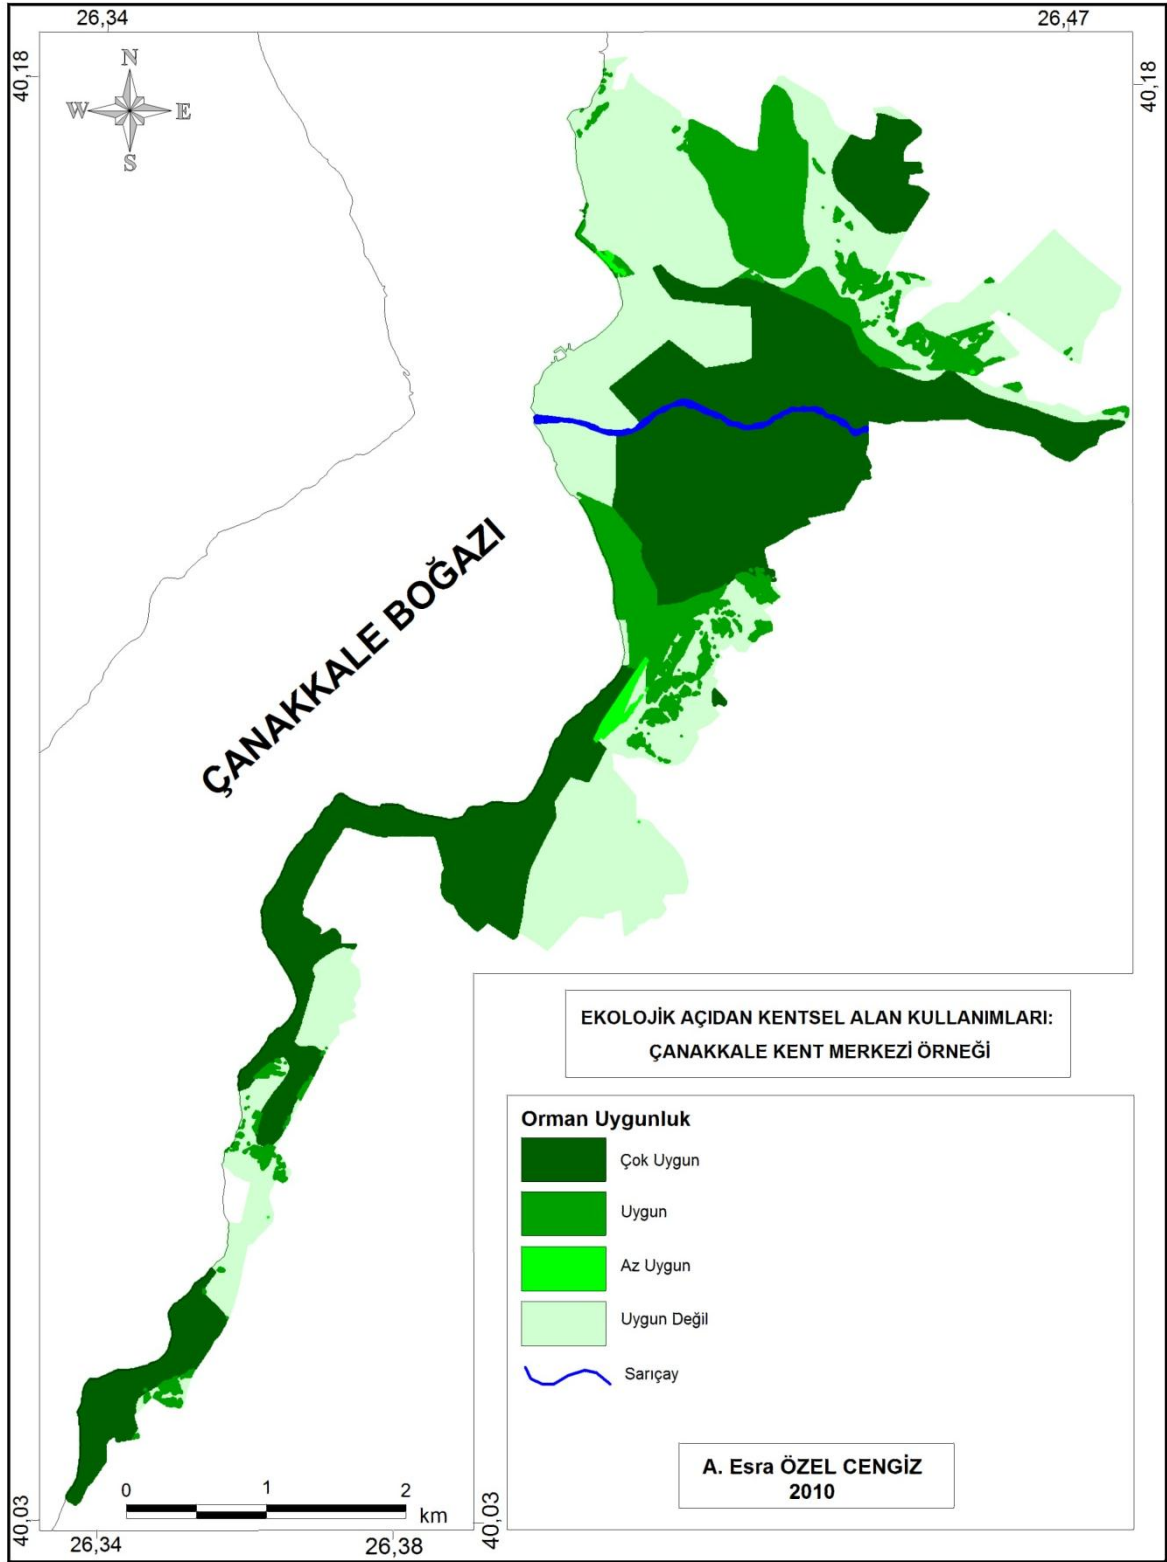 26,34
26,47
40,18
40,18
N
W
E
S
ÇANAKKALE BOĞAZI
EKOLOJİK AÇIDAN KENTSEL ALAN KULLANIMLARI:
ÇANAKKALE KENT MERKEZİ ÖRNEĞİ
Orman Uygunluk
Çok Uygun
Uygun
Az Uygun
Uygun Değil
Sarıçay
A. Esra ÖZEL CENGİZ
2010
0
1
2
km
40,03
40,03
26,34
26,38